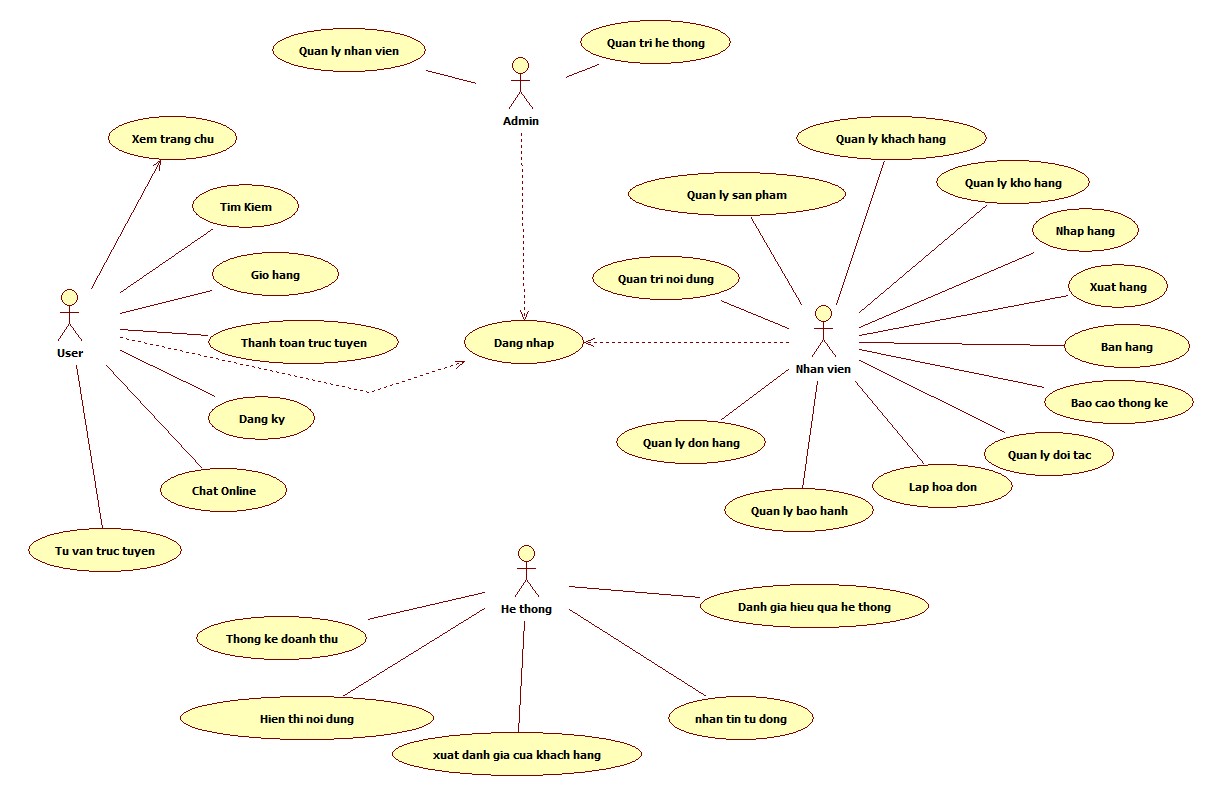 Quan ly nhan vien
Quan tri he thong
Admin
Xem trang chu
Quan ly khach hang
Quan ly kho hang
Quan ly san pham
Tim Kiem
Nhap hang
Gio hang
Quan tri noi dung
Xuat hang
User
Thanh toan truc tuyen
Dang nhap
Nhan vien
Ban hang
Bao cao thong ke
Dang ky
Quan ly don hang
Quan ly doi tac
Chat Online
Lap hoa don
Quan ly bao hanh
Tu van truc tuyen
He thong
Danh gia hieu qua he thong
Thong ke doanh thu
Hien thi noi dung
nhan tin tu dong
xuat danh gia cua khach hang